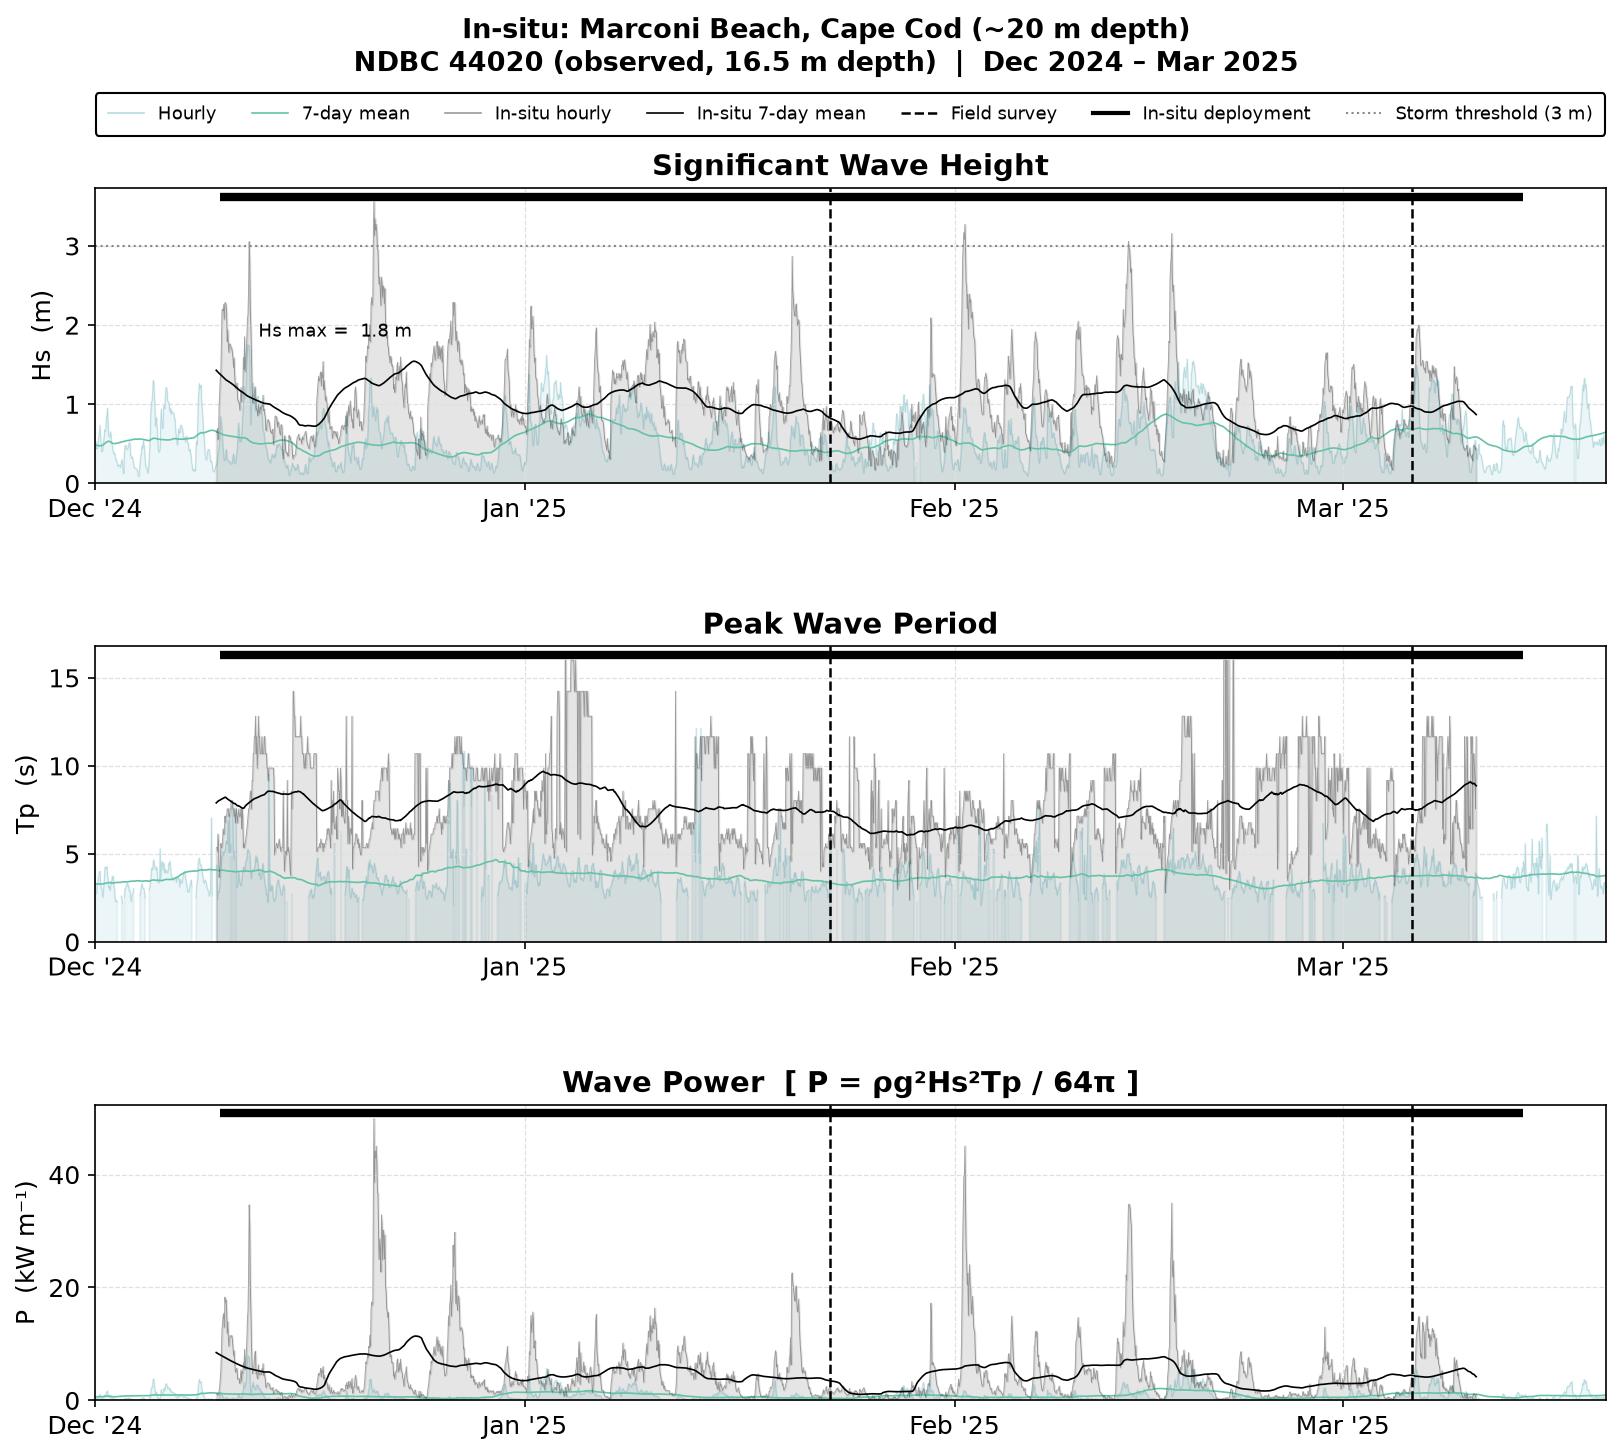 In-situ: Marconi Beach, Cape Cod (~20 m depth)
NDBC 44020 (observed, 16.5 m depth)  |  Dec 2024 – Mar 2025
Hourly 7-day mean In-situ hourly In-situ 7-day mean Field survey In-situ deployment Storm threshold (3 m)
Significant Wave Height
Hs (m)
3
2
1
0
Hs max =  1.8 m
Dec '24 Jan '25 Feb '25 Mar '25
Peak Wave Period
Tp (s)
15
10
5
0
Dec '24 Jan '25 Feb '25 Mar '25
Wave Power  [ P = ρg²Hs²Tp / 64π ]
P (kW m⁻¹)
40
20
0
Dec '24 Jan '25 Feb '25 Mar '25